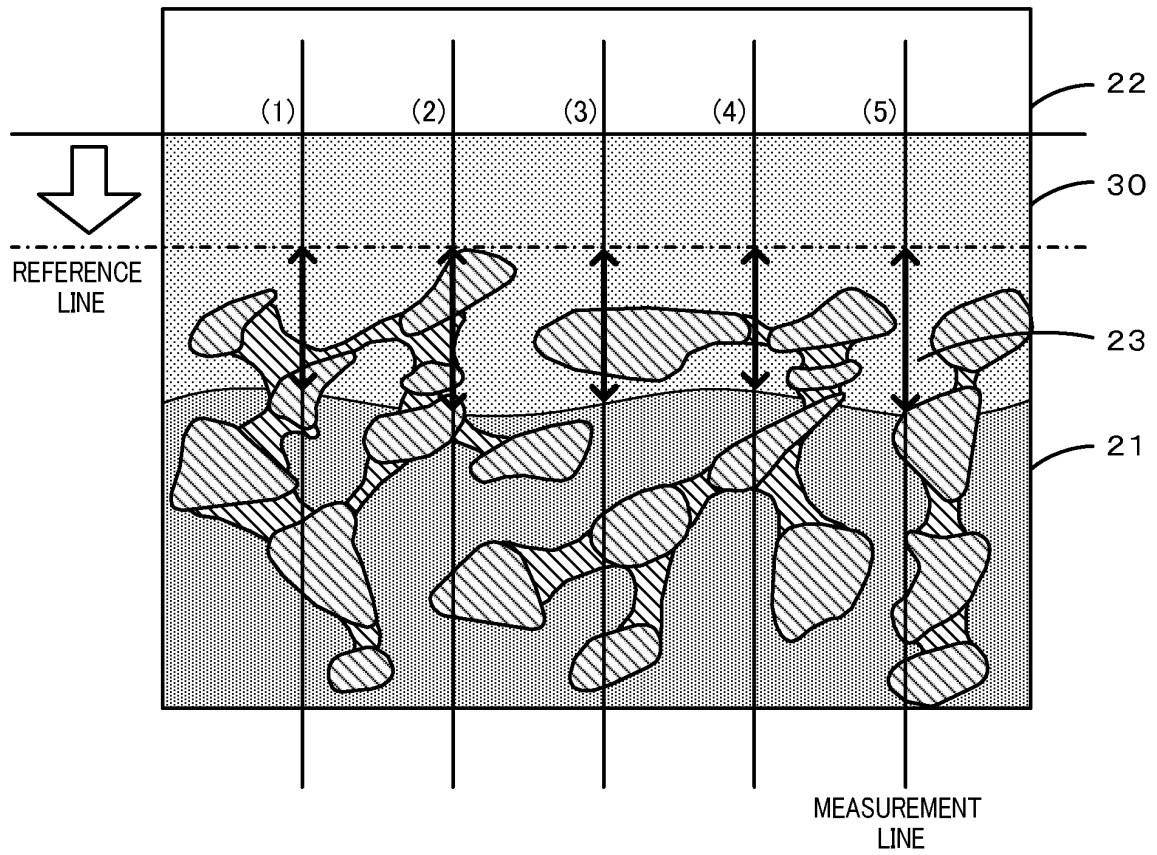 (1) (2) (3) (4) (5)
22
30
REFERENCE
LINE
23
21
MEASUREMENT
LINE